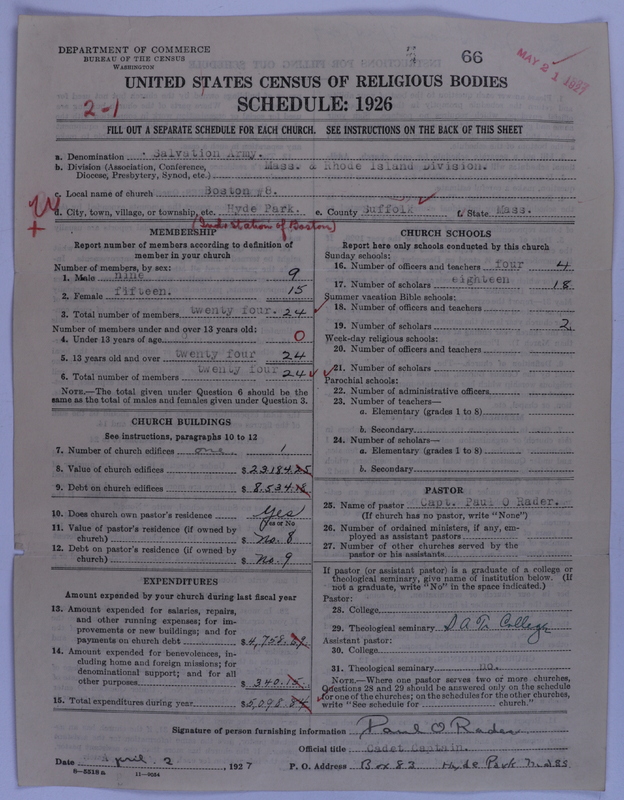 DEPARTMENT OF COMMERCE
BUREAU OF THE CENSUS
WASHINGTON
66
MAY 21 1927
UNITED STATES CENSUS OF RELIGIOUS BODIES
2-1
SCHEDULE: 1926
FILL OUT A SEPARATE SCHEDULE FOR EACH CHURCH. SEE INSTRUCTIONS ON THE BACK OF THIS SHEET
a. Denomination Salvation Army.
b. Division (Association, Conference, Diocese, Presbytery, Synod, etc.) Mass. & Rhode Island Division.
c. Local name of church Boston #8.
d. City, town, village, or township, etc. Hyde Park. e. County Suffolk f. State Mass.
(Station of Boston)
MEMBERSHIP
Report number of members according to definition of
member in your church
Number of members, by sex:
1. Male nine 9
2. Female fifteen. 15
3. Total number of members twenty four. 24
Number of members under and over 13 years old:
4. Under 13 years of age 0
5. 13 years old and over twenty four 24
6. Total number of members twenty four 24
NOTE.—The total given under Question 6 should be the
same as the total of males and females given under Question 3.
CHURCH BUILDINGS
See instructions, paragraphs 10 to 12
7. Number of church edifices one. 1
8. Value of church edifices $23184.25
9. Debt on church edifices $8.534.18
10. Does church own pastor's residence Yes
Yes or No
11. Value of pastor's residence (if owned by
church) $ No. 8
12. Debt on pastor's residence (if owned by
church) $ No. 9
EXPENDITURES
Amount expended by your church during last fiscal year
13. Amount expended for salaries, repairs,
and other running expenses; for im-
provements or new buildings; and for
payments on church debt $4,758.
14. Amount expended for benevolences, in-
cluding home and foreign missions; for
denominational support; and for all
other purposes $ 340.
15. Total expenditures during year $5,098.
CHURCH SCHOOLS
Report here only schools conducted by this church
Sunday schools:
16. Number of officers and teachers four 4
17. Number of scholars eighteen 18
Summer vacation Bible schools:
18. Number of officers and teachers
19. Number of scholars 2
Week-day religious schools:
20. Number of officers and teachers
21. Number of scholars
Parochial schools:
22. Number of administrative officers
23. Number of teachers—
a. Elementary (grades 1 to 8)
b. Secondary
24. Number of scholars—
a. Elementary (grades 1 to 8)
b. Secondary
PASTOR
25. Name of pastor Capt. Paul O Rader.
(If church has no pastor, write "None")
26. Number of ordained ministers, if any, em-
ployed as assistant pastors
27. Number of other churches served by the
pastor or his assistants
If pastor (or assistant pastor) is a graduate of a college or
theological seminary, give name of institution below. (If
not a graduate, write "No" in the space indicated.)
Pastor:
28. College
29. Theological seminary S.A.T. College
Assistant pastor:
30. College
31. Theological seminary no.
NOTE.—Where one pastor serves two or more churches,
Questions 28 and 29 should be answered only on the schedule
for one of the churches; on the schedules for the other churches,
write "See schedule for church."
Signature of person furnishing information Paul O. Rader
Official title Cadet Captain.
Date April 2 1927 P. O. Address Box 82 Hyde Park Mass
8-5518a 11-8654